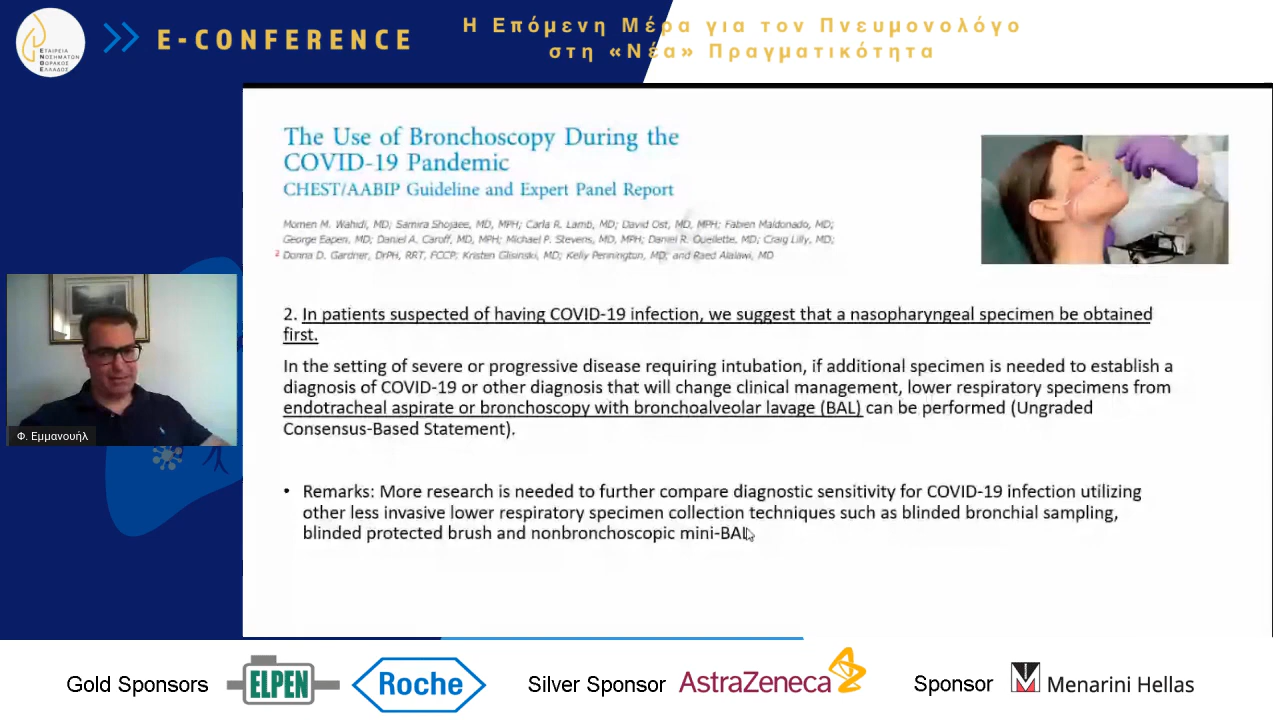 ΕΤΑΙΡΕΙΑ
ΝΟΣΗΜΑΤΩΝ
ΘΩΡΑΚΟΣ
ΕΛΛΑΔΟΣ
E-CONFERENCE
Η Επόμενη Μέρα για τον Πνευμονολόγο
στη «Νέα» Πραγματικότητα
The Use of Bronchoscopy During the
COVID-19 Pandemic
CHEST/AABIP Guideline and Expert Panel Report
Momen M. Wahidi, MD; Samira Shojaee, MD, MPH; Carla R. Lamb, MD; David Ost, MD, MPH; Fabien Maldonado, MD;
George Eapen, MD; Daniel A. Caroff, MD, MPH; Michael P. Stevens, MD, MPH; Daniel R. Ouellette, MD; Craig Lilly, MD;
2 Donna D. Gardner, DrPH, RRT, FCCP; Kristen Glisinski, MD; Kelly Pennington, MD; and Raed Alalawi, MD
2. In patients suspected of having COVID-19 infection, we suggest that a nasopharyngeal specimen be obtained
first.
In the setting of severe or progressive disease requiring intubation, if additional specimen is needed to establish a
diagnosis of COVID-19 or other diagnosis that will change clinical management, lower respiratory specimens from
endotracheal aspirate or bronchoscopy with bronchoalveolar lavage (BAL) can be performed (Ungraded
Consensus-Based Statement).
• Remarks: More research is needed to further compare diagnostic sensitivity for COVID-19 infection utilizing
other less invasive lower respiratory specimen collection techniques such as blinded bronchial sampling,
blinded protected brush and nonbronchoscopic mini-BAL
Φ. Εμμανουήλ
Gold Sponsors ELPEN Roche Silver Sponsor AstraZeneca Sponsor Menarini Hellas